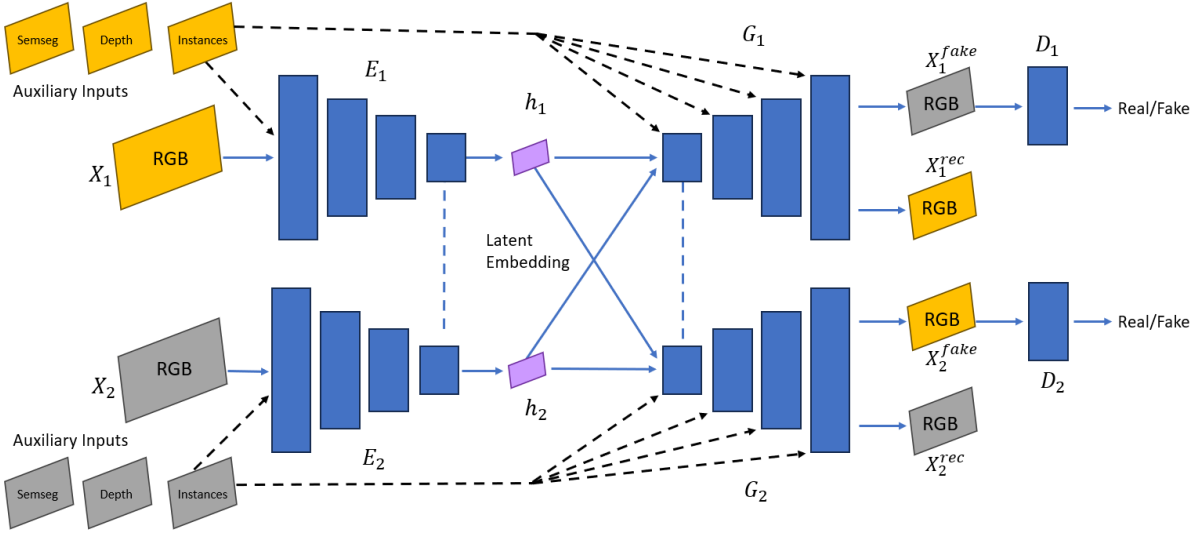 Semseg
Depth
Instances
Auxiliary Inputs
RGB
X₁
E₁
h₁
G₁
X₁ᶠᵃᵏᵉ
RGB
D₁
Real/Fake
X₁ʳᵉᶜ
RGB
Latent
Embedding
RGB
X₂
E₂
h₂
G₂
RGB
X₂ᶠᵃᵏᵉ
D₂
Real/Fake
RGB
X₂ʳᵉᶜ
Auxiliary Inputs
Semseg
Depth
Instances